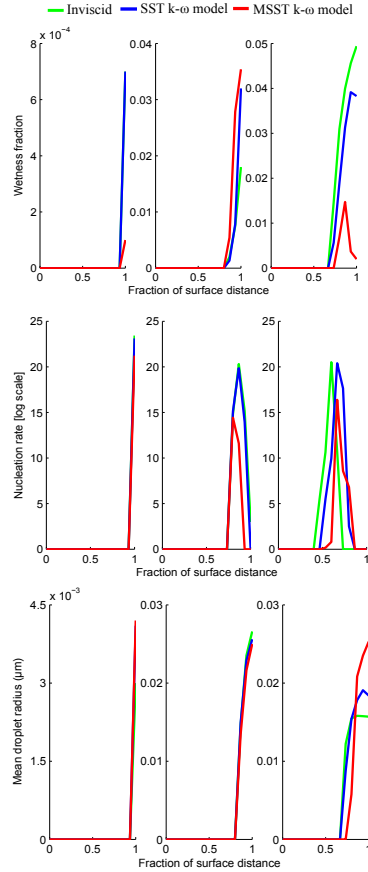 Inviscid SST k-ω model MSST k-ω model
8 x 10⁻⁴
6
4
2
0
0 0.5 1
0.04
0.03
0.02
0.01
0
0 0.5 1
0.05
0.04
0.03
0.02
0.01
0
0 0.5 1
Wetness fraction
Fraction of surface distance
25
20
15
10
5
0
0 0.5 1
25
20
15
10
5
0
0 0.5 1
25
20
15
10
5
0
0 0.5 1
Nucleation rate [log scale]
Fraction of surface distance
4.5 x 10⁻³
3
1.5
0
0 0.5 1
0.03
0.02
0.01
0
0 0.5 1
0.03
0.02
0.01
0
0 0.5 1
Mean droplet radius (μm)
Fraction of surface distance